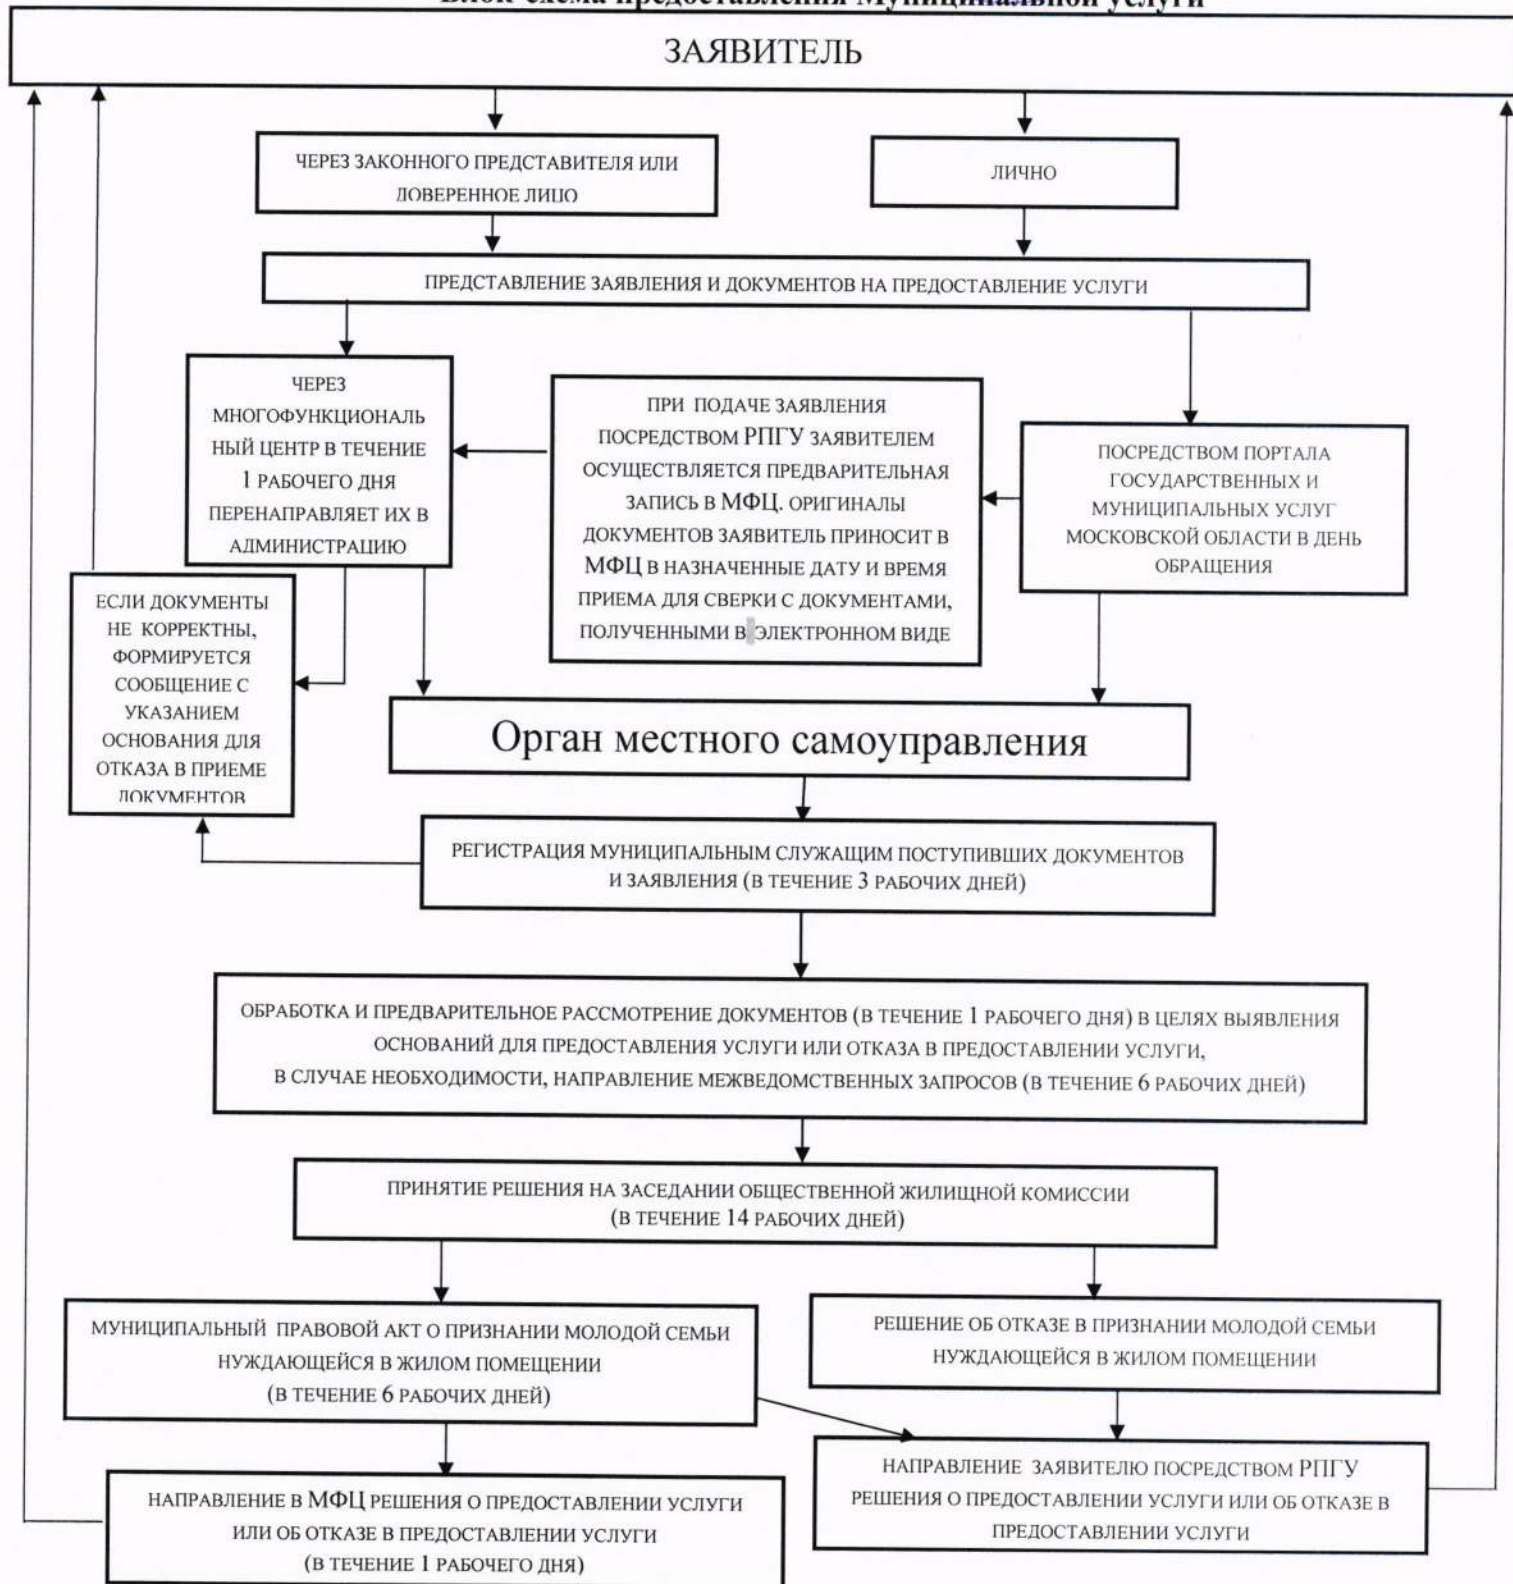 Блок-схема предоставления Муниципальной услуги
ЗАЯВИТЕЛЬ
ЧЕРЕЗ ЗАКОННОГО ПРЕДСТАВИТЕЛЯ ИЛИ
ДОВЕРЕННОЕ ЛИЦО
ЛИЧНО
ПРЕДСТАВЛЕНИЕ ЗАЯВЛЕНИЯ И ДОКУМЕНТОВ НА ПРЕДОСТАВЛЕНИЕ УСЛУГИ
ЧЕРЕЗ
МНОГОФУНКЦИОНАЛЬ
НЫЙ ЦЕНТР В ТЕЧЕНИЕ
1 РАБОЧЕГО ДНЯ
ПЕРЕНАПРАВЛЯЕТ ИХ В
АДМИНИСТРАЦИЮ
ПРИ ПОДАЧЕ ЗАЯВЛЕНИЯ
ПОСРЕДСТВОМ РПГУ ЗАЯВИТЕЛЕМ
ОСУЩЕСТВЛЯЕТСЯ ПРЕДВАРИТЕЛЬНАЯ
ЗАПИСЬ В МФЦ. ОРИГИНАЛЫ
ДОКУМЕНТОВ ЗАЯВИТЕЛЬ ПРИНОСИТ В
МФЦ В НАЗНАЧЕННЫЕ ДАТУ И ВРЕМЯ
ПРИЕМА ДЛЯ СВЕРКИ С ДОКУМЕНТАМИ,
ПОЛУЧЕННЫМИ В ЭЛЕКТРОННОМ ВИДЕ
ПОСРЕДСТВОМ ПОРТАЛА
ГОСУДАРСТВЕННЫХ И
МУНИЦИПАЛЬНЫХ УСЛУГ
МОСКОВСКОЙ ОБЛАСТИ В ДЕНЬ
ОБРАЩЕНИЯ
ЕСЛИ ДОКУМЕНТЫ
НЕ КОРРЕКТНЫ,
ФОРМИРУЕТСЯ
СООБЩЕНИЕ С
УКАЗАНИЕМ
ОСНОВАНИЯ ДЛЯ
ОТКАЗА В ПРИЕМЕ
ДОКУМЕНТОВ
Орган местного самоуправления
РЕГИСТРАЦИЯ МУНИЦИПАЛЬНЫМ СЛУЖАЩИМ ПОСТУПИВШИХ ДОКУМЕНТОВ
И ЗАЯВЛЕНИЯ (В ТЕЧЕНИЕ 3 РАБОЧИХ ДНЕЙ)
ОБРАБОТКА И ПРЕДВАРИТЕЛЬНОЕ РАССМОТРЕНИЕ ДОКУМЕНТОВ (В ТЕЧЕНИЕ 1 РАБОЧЕГО ДНЯ) В ЦЕЛЯХ ВЫЯВЛЕНИЯ
ОСНОВАНИЙ ДЛЯ ПРЕДОСТАВЛЕНИЯ УСЛУГИ ИЛИ ОТКАЗА В ПРЕДОСТАВЛЕНИИ УСЛУГИ,
В СЛУЧАЕ НЕОБХОДИМОСТИ, НАПРАВЛЕНИЕ МЕЖВЕДОМСТВЕННЫХ ЗАПРОСОВ (В ТЕЧЕНИЕ 6 РАБОЧИХ ДНЕЙ)
ПРИНЯТИЕ РЕШЕНИЯ НА ЗАСЕДАНИИ ОБЩЕСТВЕННОЙ ЖИЛИЩНОЙ КОМИССИИ
(В ТЕЧЕНИЕ 14 РАБОЧИХ ДНЕЙ)
МУНИЦИПАЛЬНЫЙ ПРАВОВОЙ АКТ О ПРИЗНАНИИ МОЛОДОЙ СЕМЬИ
НУЖДАЮЩЕЙСЯ В ЖИЛОМ ПОМЕЩЕНИИ
(В ТЕЧЕНИЕ 6 РАБОЧИХ ДНЕЙ)
РЕШЕНИЕ ОБ ОТКАЗЕ В ПРИЗНАНИИ МОЛОДОЙ СЕМЬИ
НУЖДАЮЩЕЙСЯ В ЖИЛОМ ПОМЕЩЕНИИ
НАПРАВЛЕНИЕ В МФЦ РЕШЕНИЯ О ПРЕДОСТАВЛЕНИИ УСЛУГИ
ИЛИ ОБ ОТКАЗЕ В ПРЕДОСТАВЛЕНИИ УСЛУГИ
(В ТЕЧЕНИЕ 1 РАБОЧЕГО ДНЯ)
НАПРАВЛЕНИЕ ЗАЯВИТЕЛЮ ПОСРЕДСТВОМ РПГУ
РЕШЕНИЯ О ПРЕДОСТАВЛЕНИИ УСЛУГИ ИЛИ ОБ ОТКАЗЕ В
ПРЕДОСТАВЛЕНИИ УСЛУГИ